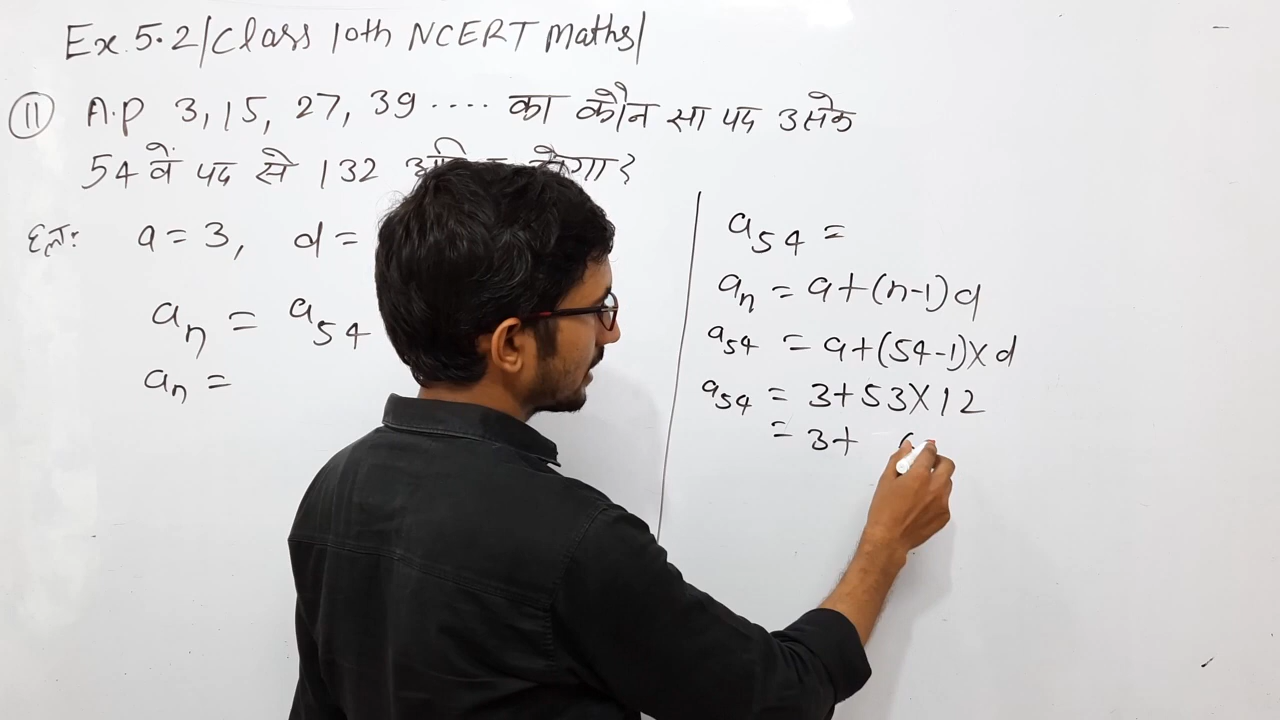 Ex. 5.2/Class 10th NCERT Maths/
11 A.P 3, 15, 27, 39 .... का कौन सा पद उसके
54 वें पद से 132
हल: a = 3, d =
aₙ = a₅₄
aₙ =
a₅₄ =
aₙ = a+(n-1)d
a₅₄ = a+(54-1)×d
a₅₄ = 3+53×12
= 3+